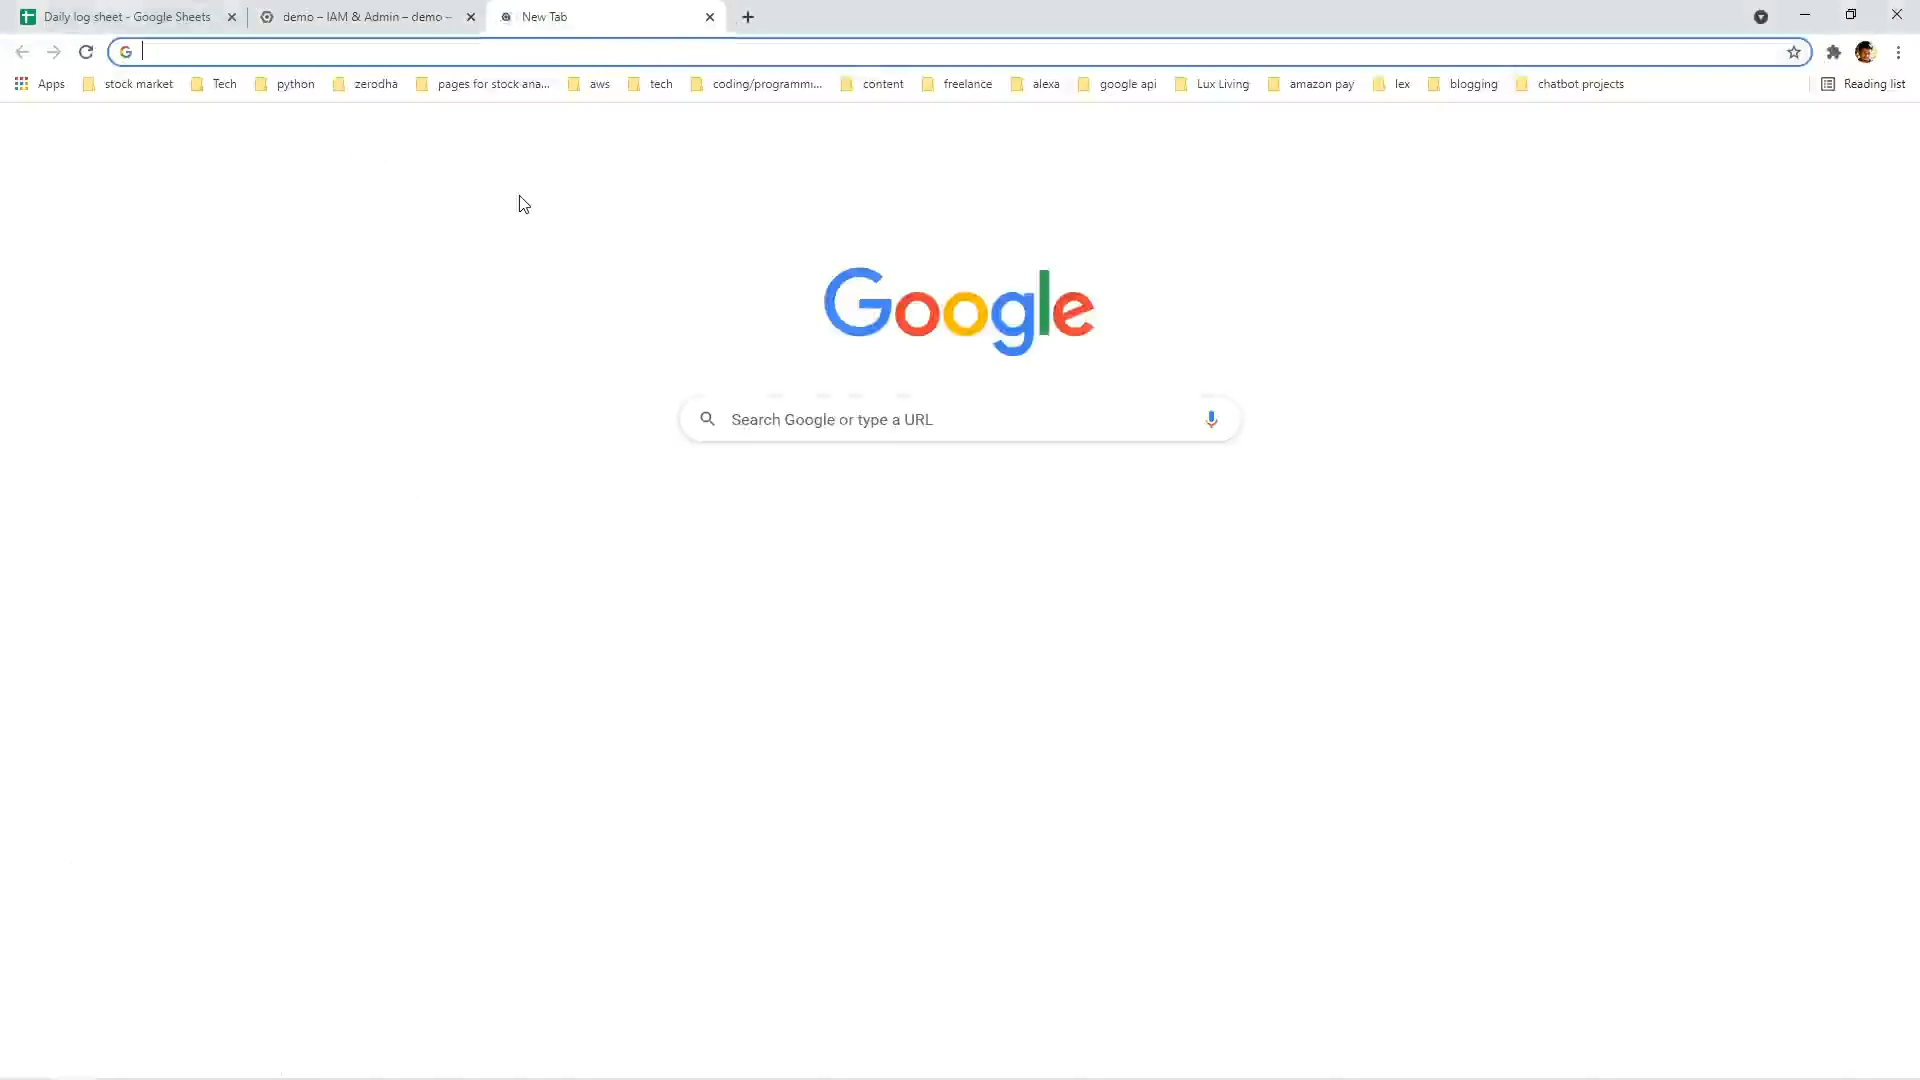 Daily log sheet - Google Sheets
demo – IAM & Admin – demo –
New Tab
Apps stock market Tech python zerodha pages for stock ana... aws tech coding/programmi... content freelance alexa google api Lux Living amazon pay lex blogging chatbot projects Reading list
Google
Search Google or type a URL